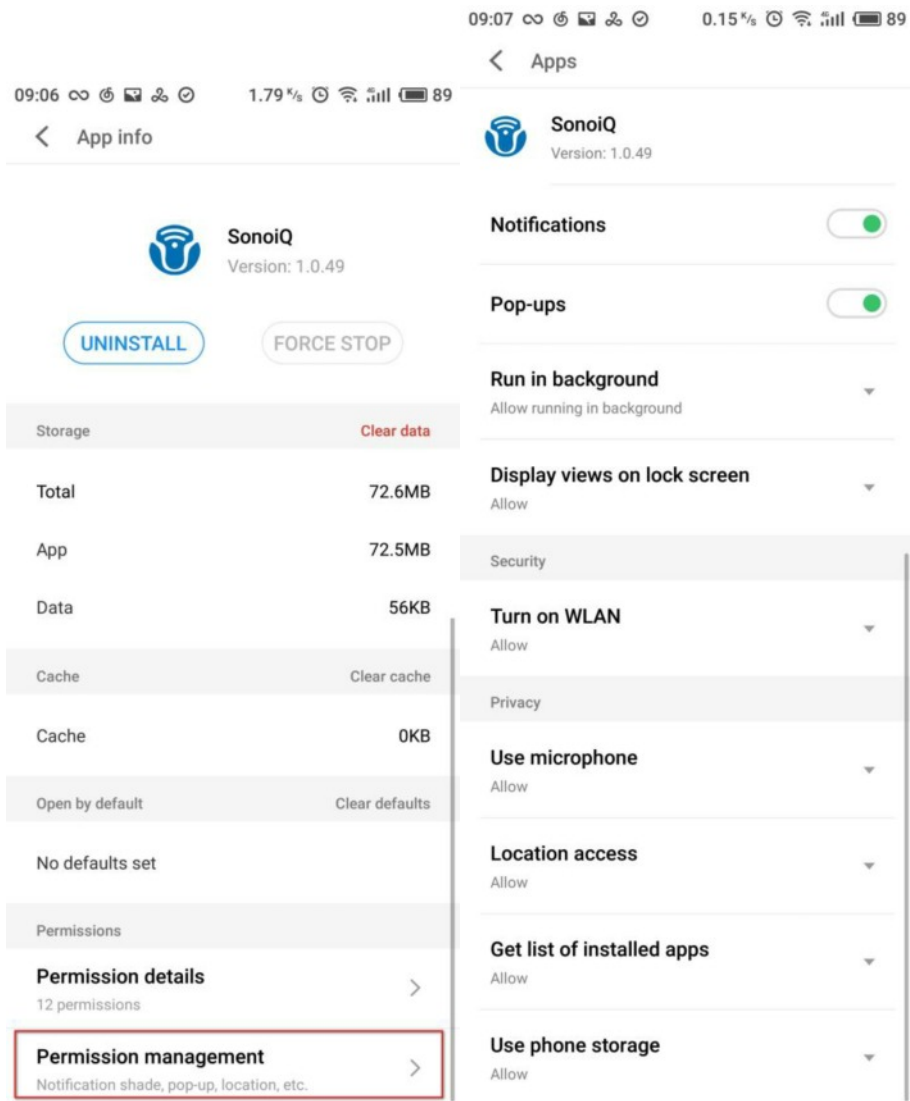 09:06 1.79 K/s 4G 89
App info
SonoiQ
Version: 1.0.49
UNINSTALL FORCE STOP
Storage Clear data
Total 72.6MB
App 72.5MB
Data 56KB
Cache Clear cache
Cache 0KB
Open by default Clear defaults
No defaults set
Permissions
Permission details
12 permissions
Permission management
Notification shade, pop-up, location, etc.
09:07 0.15 K/s 4G 89
Apps
SonoiQ
Version: 1.0.49
Notifications
Pop-ups
Run in background
Allow running in background
Display views on lock screen
Allow
Security
Turn on WLAN
Allow
Privacy
Use microphone
Allow
Location access
Allow
Get list of installed apps
Allow
Use phone storage
Allow